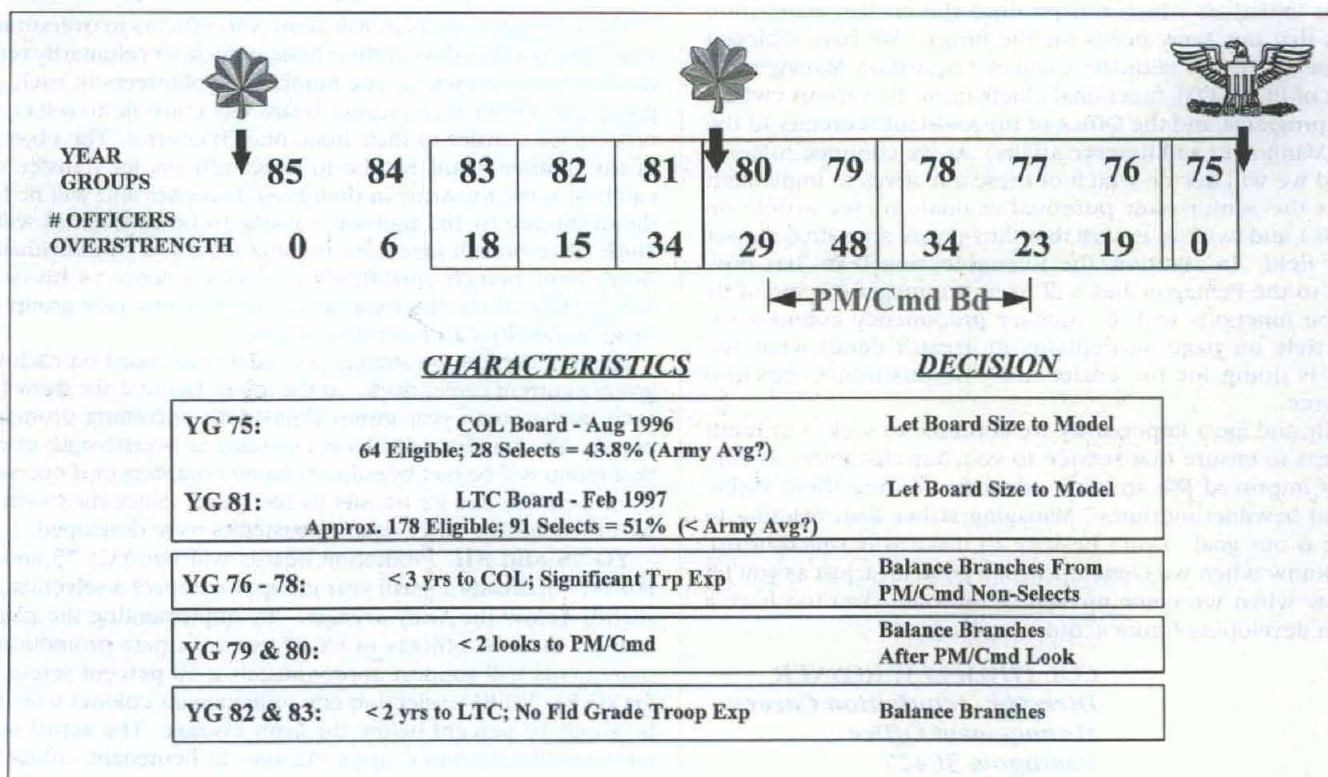 YEAR GROUPS 85 84 83 82 81 80 79 78 77 76 75
# OFFICERS OVERSTRENGTH 0 6 18 15 34 29 48 24 23 19 0
PM/Cmd Bd
CHARACTERISTICS DECISION
YG 75: COL Board - Aug 1996 Let Board Size to Model
64 Eligible; 28 Selects = 43.8% (Army Avg?)
YG 81: LTC Board - Feb 1997 Let Board Size to Model
Approx. 178 Eligible; 91 Selects = 51% (< Army Avg?)
YG 76 - 78: < 3 yrs to COL; Significant Trp Exp Balance Branches From
PM/Cmd Non-Selects
YG 79 & 80: < 2 looks to PM/Cmd Balance Branches
After PM/Cmd Look
YG 82 & 83: < 2 yrs to LTC; No Fld Grade Troop Exp Balance Branches